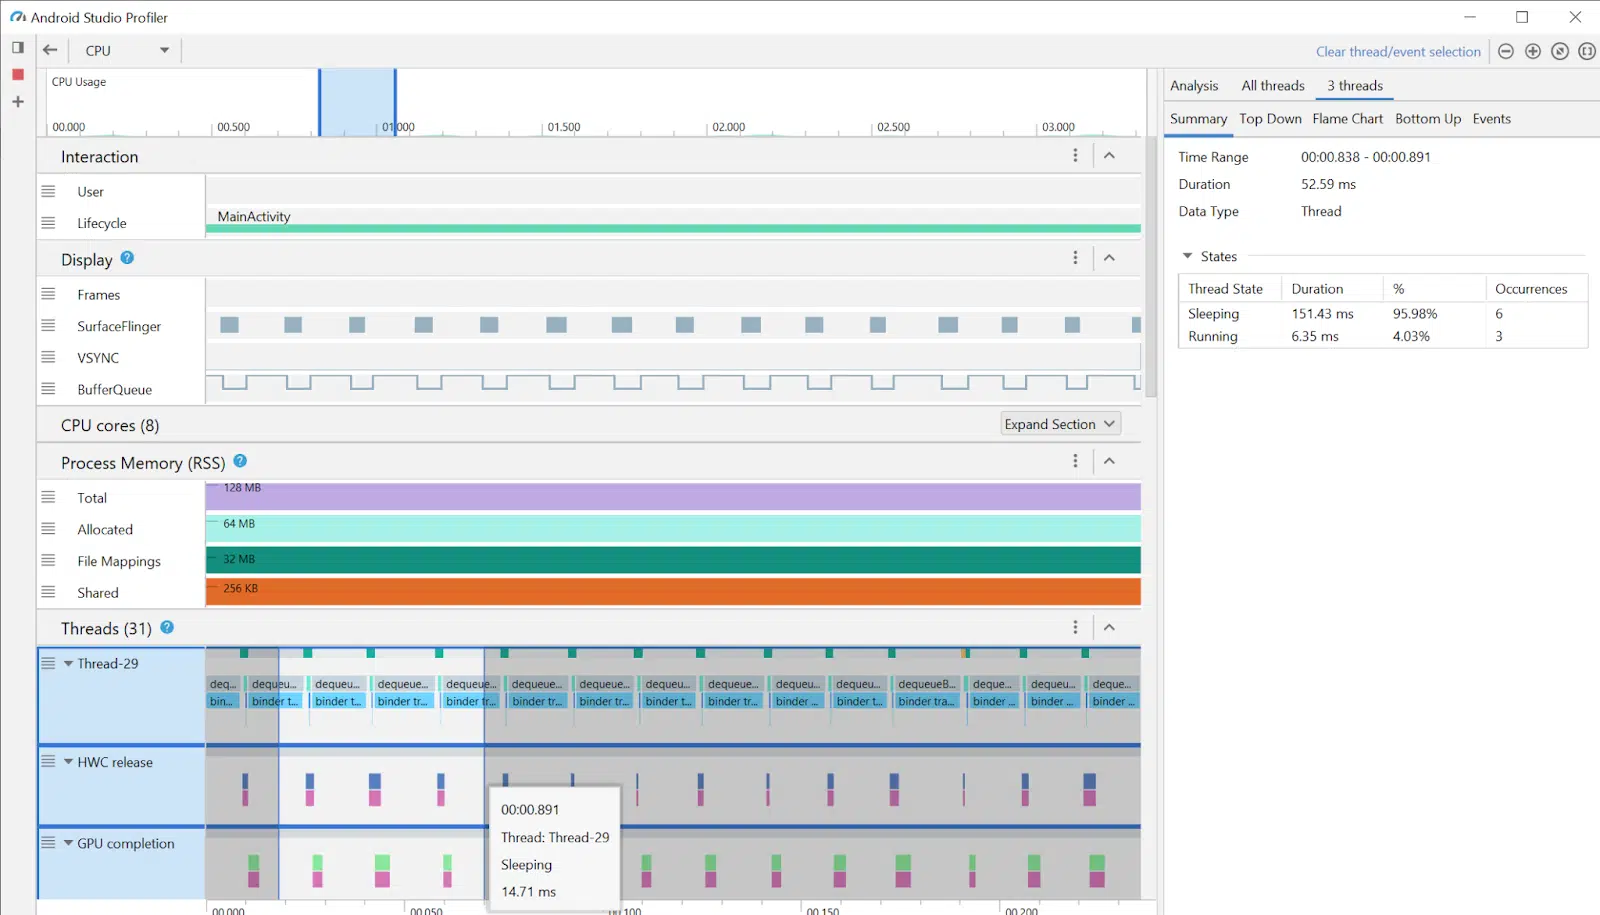 Android Studio Profiler
CPU
Clear thread/event selection
CPU Usage
00.000 00.500 01.000 01.500 02.000 02.500 03.000
Interaction
User
Lifecycle MainActivity
Display
Frames
SurfaceFlinger
VSYNC
BufferQueue
CPU cores (8) Expand Section
Process Memory (RSS)
Total 128 MB
Allocated 64 MB
File Mappings 32 MB
Shared 256 KB
Threads (31)
Thread-29
deq... dequeu... dequeu... dequeue... dequeue... dequeue... dequeue... dequeu... dequeue... dequeu... dequeu... dequeueB... deque... dequeu... deque...
bin... binder t... binder t... binder tr... binder tr... binder tr... binder tr... binder t... binder tr... binder ... binder t... binder tra... binder ... binder ... binder ...
HWC release
GPU completion
00:00.891
Thread: Thread-29
Sleeping
14.71 ms
00.000 00.050 00.100 00.150 00.200
Analysis All threads 3 threads
Summary Top Down Flame Chart Bottom Up Events
Time Range 00:00.838 - 00:00.891
Duration 52.59 ms
Data Type Thread
States
Thread State Duration % Occurrences
Sleeping 151.43 ms 95.98% 6
Running 6.35 ms 4.03% 3